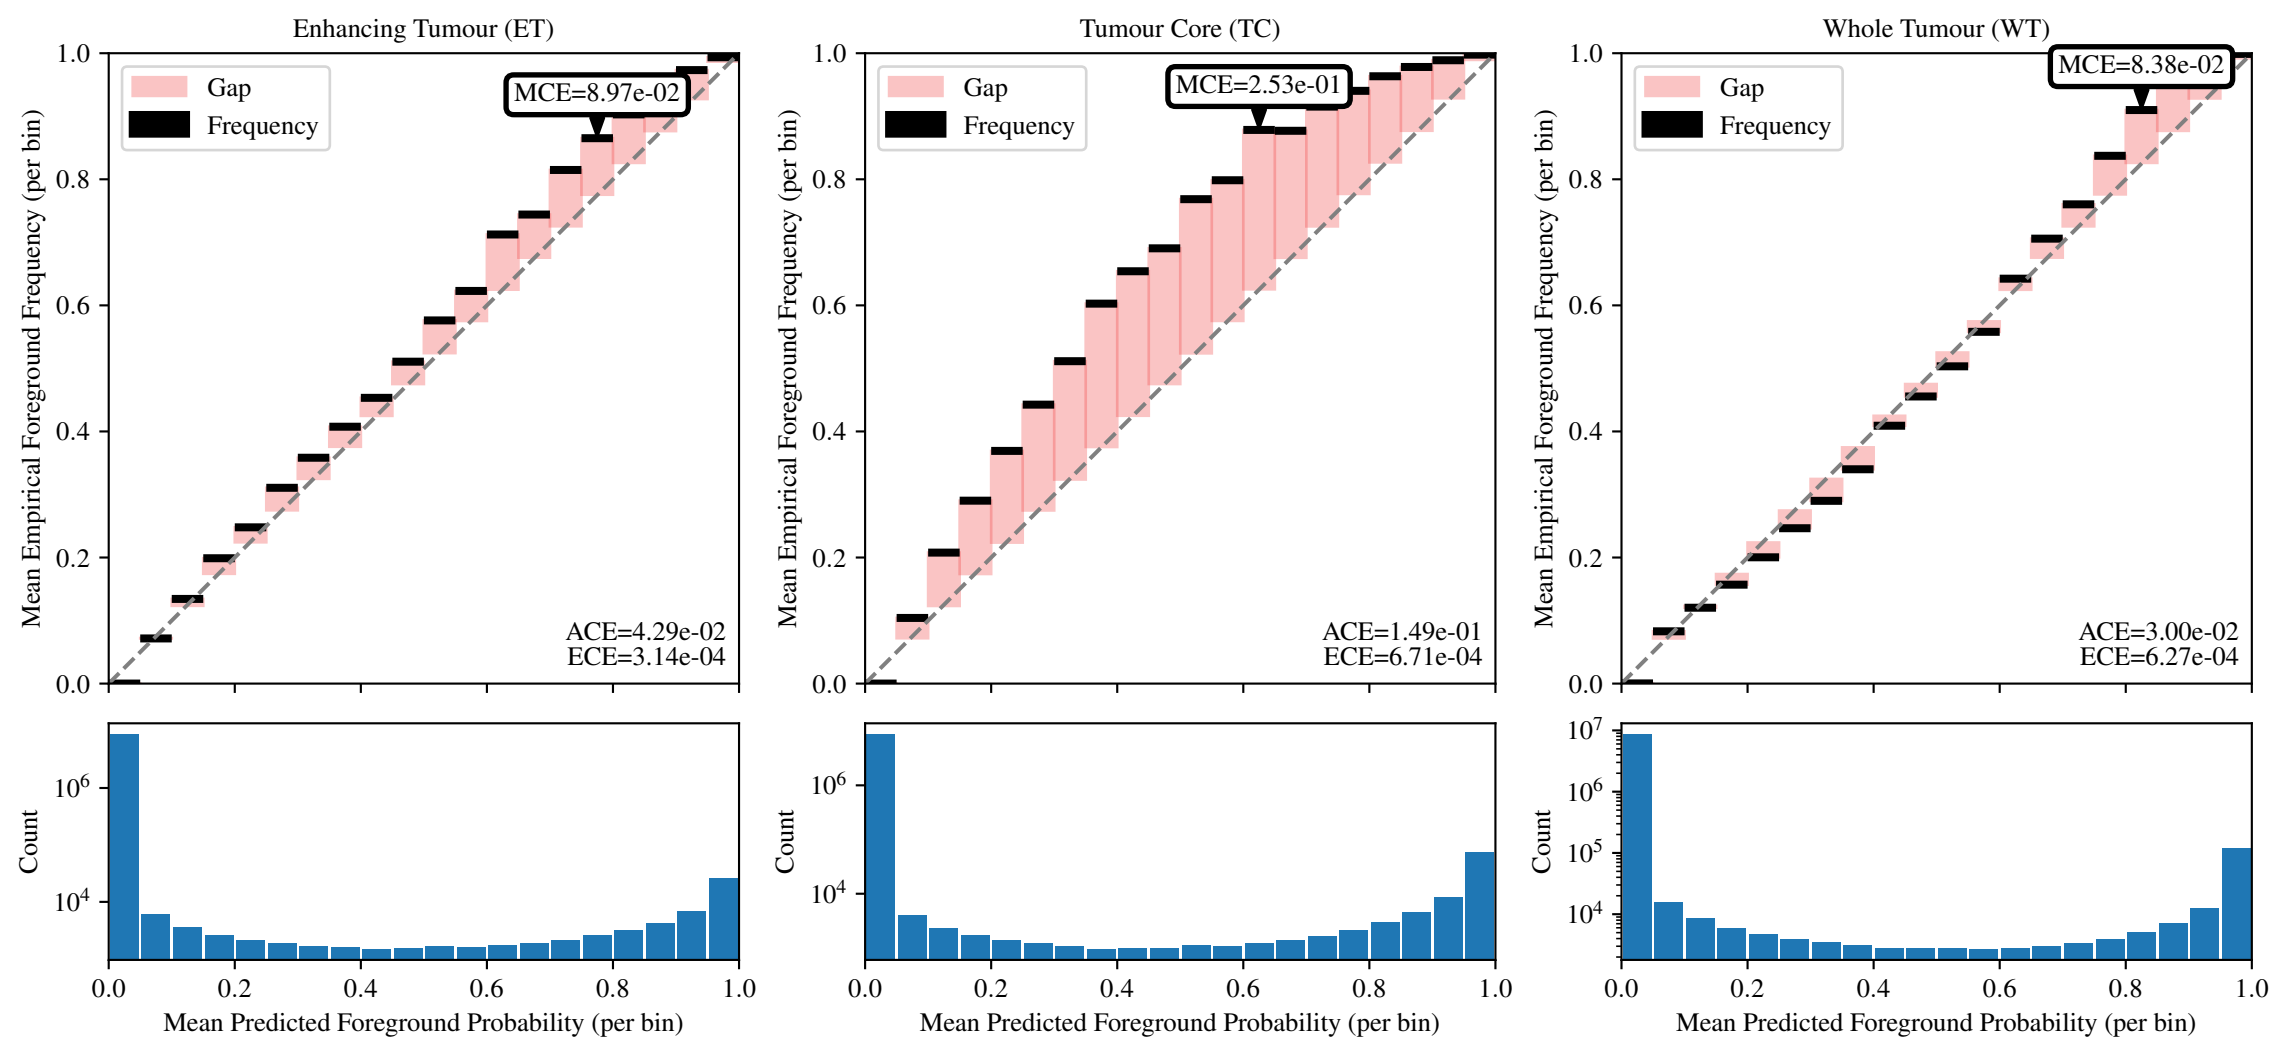 Enhancing Tumour (ET)
Mean Empirical Foreground Frequency (per bin)
1.0
0.8
0.6
0.4
0.2
0.0
Gap
Frequency
MCE=8.97e-02
ACE=4.29e-02
ECE=3.14e-04
Count
10^6
10^4
0.0 0.2 0.4 0.6 0.8 1.0
Mean Predicted Foreground Probability (per bin)
Tumour Core (TC)
Mean Empirical Foreground Frequency (per bin)
1.0
0.8
0.6
0.4
0.2
0.0
Gap
Frequency
MCE=2.53e-01
ACE=1.49e-01
ECE=6.71e-04
Count
10^6
10^4
0.0 0.2 0.4 0.6 0.8 1.0
Mean Predicted Foreground Probability (per bin)
Whole Tumour (WT)
Mean Empirical Foreground Frequency (per bin)
1.0
0.8
0.6
0.4
0.2
0.0
Gap
Frequency
MCE=8.38e-02
ACE=3.00e-02
ECE=6.27e-04
Count
10^7
10^6
10^5
10^4
0.0 0.2 0.4 0.6 0.8 1.0
Mean Predicted Foreground Probability (per bin)